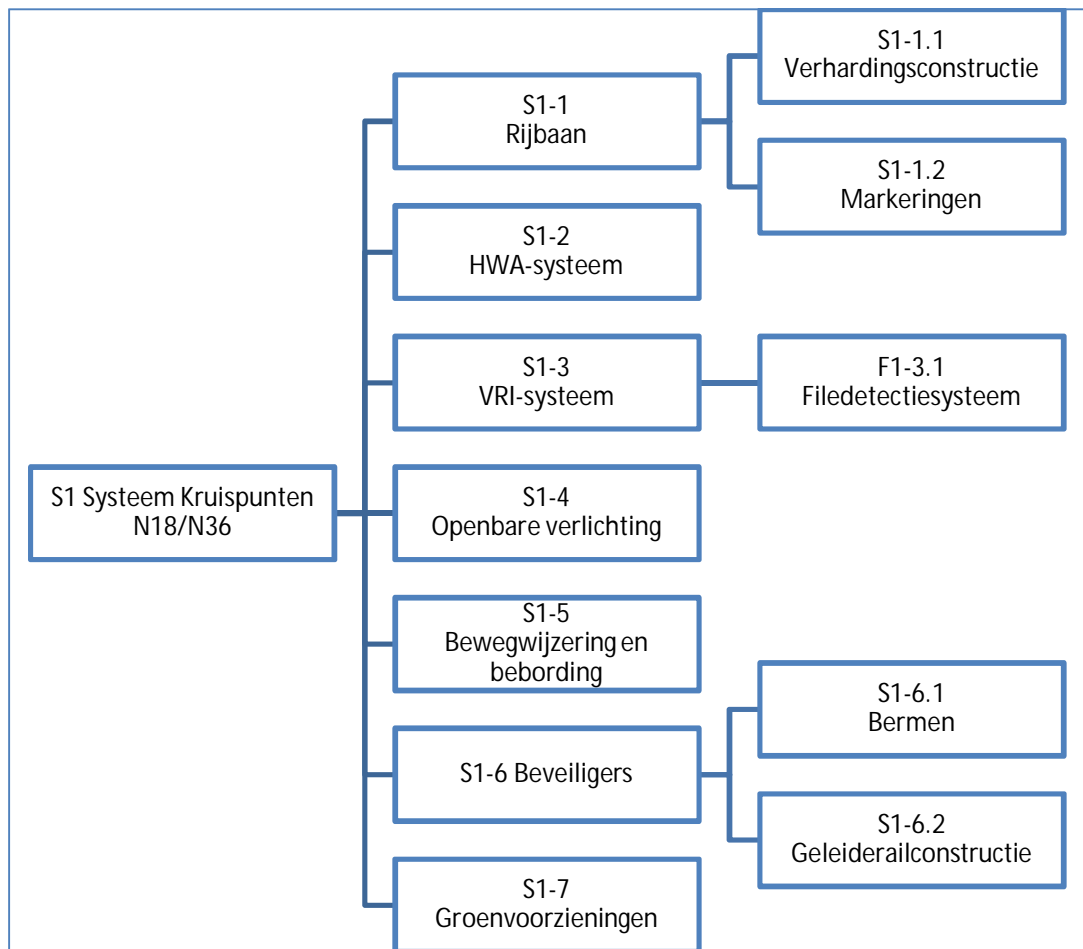 S1 Systeem Kruispunten
N18/N36
S1-1
Rijbaan
S1-1.1
Verhardingsconstructie
S1-1.2
Markeringen
S1-2
HWA-systeem
S1-3
VRI-systeem
F1-3.1
Filedetectiesysteem
S1-4
Openbare verlichting
S1-5
Bewegwijzering en
bebording
S1-6 Beveiligers
S1-6.1
Bermen
S1-6.2
Geleiderailconstructie
S1-7
Groenvoorzieningen